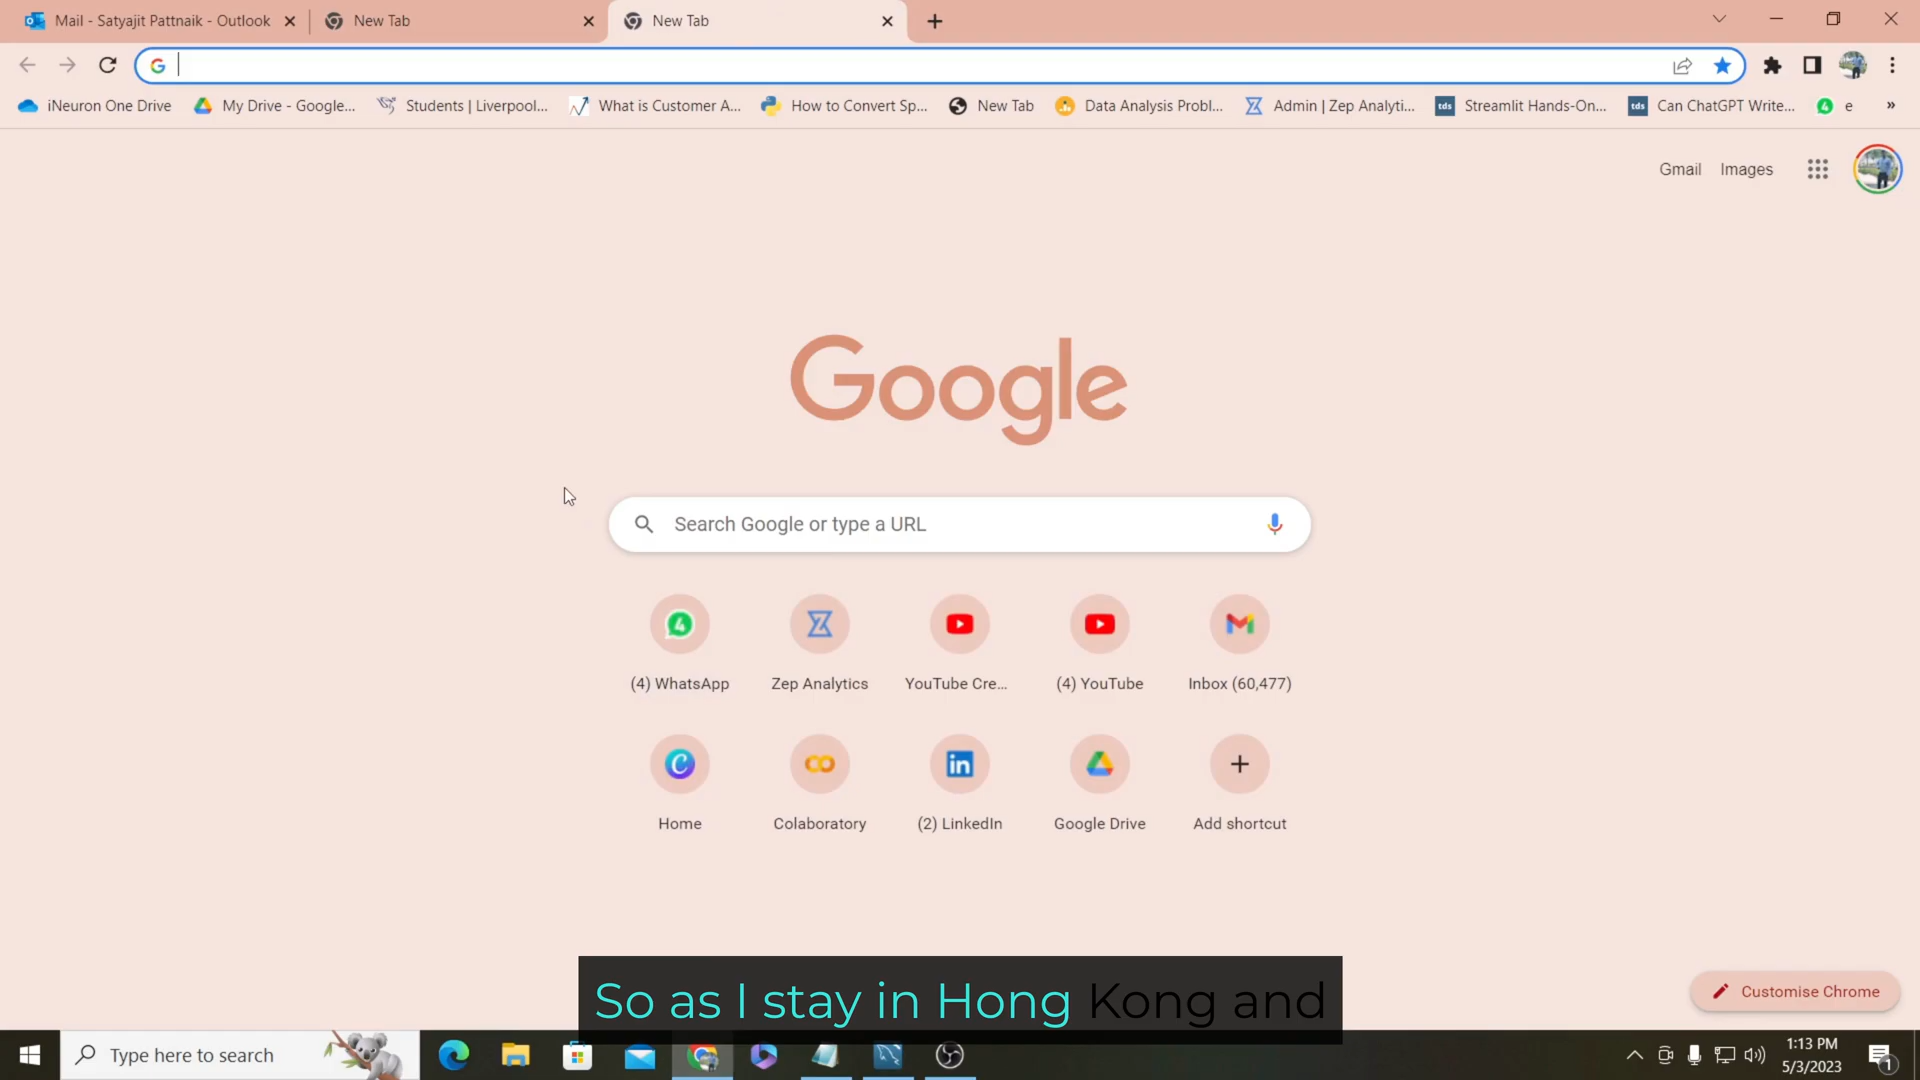 Mail - Satyajit Pattnaik - Outlook
New Tab
New Tab
iNeuron One Drive
My Drive - Google...
Students | Liverpool...
What is Customer A...
How to Convert Sp...
New Tab
Data Analysis Probl...
Admin | Zep Analyti...
Streamlit Hands-On...
Can ChatGPT Write...
e
»
Gmail
Images
Google
Search Google or type a URL
(4) WhatsApp
Zep Analytics
YouTube Cre...
(4) YouTube
Inbox (60,477)
Home
Colaboratory
(2) LinkedIn
Google Drive
Add shortcut
So as I stay in Hong Kong and
Customise Chrome
Type here to search
1:13 PM
5/3/2023
1